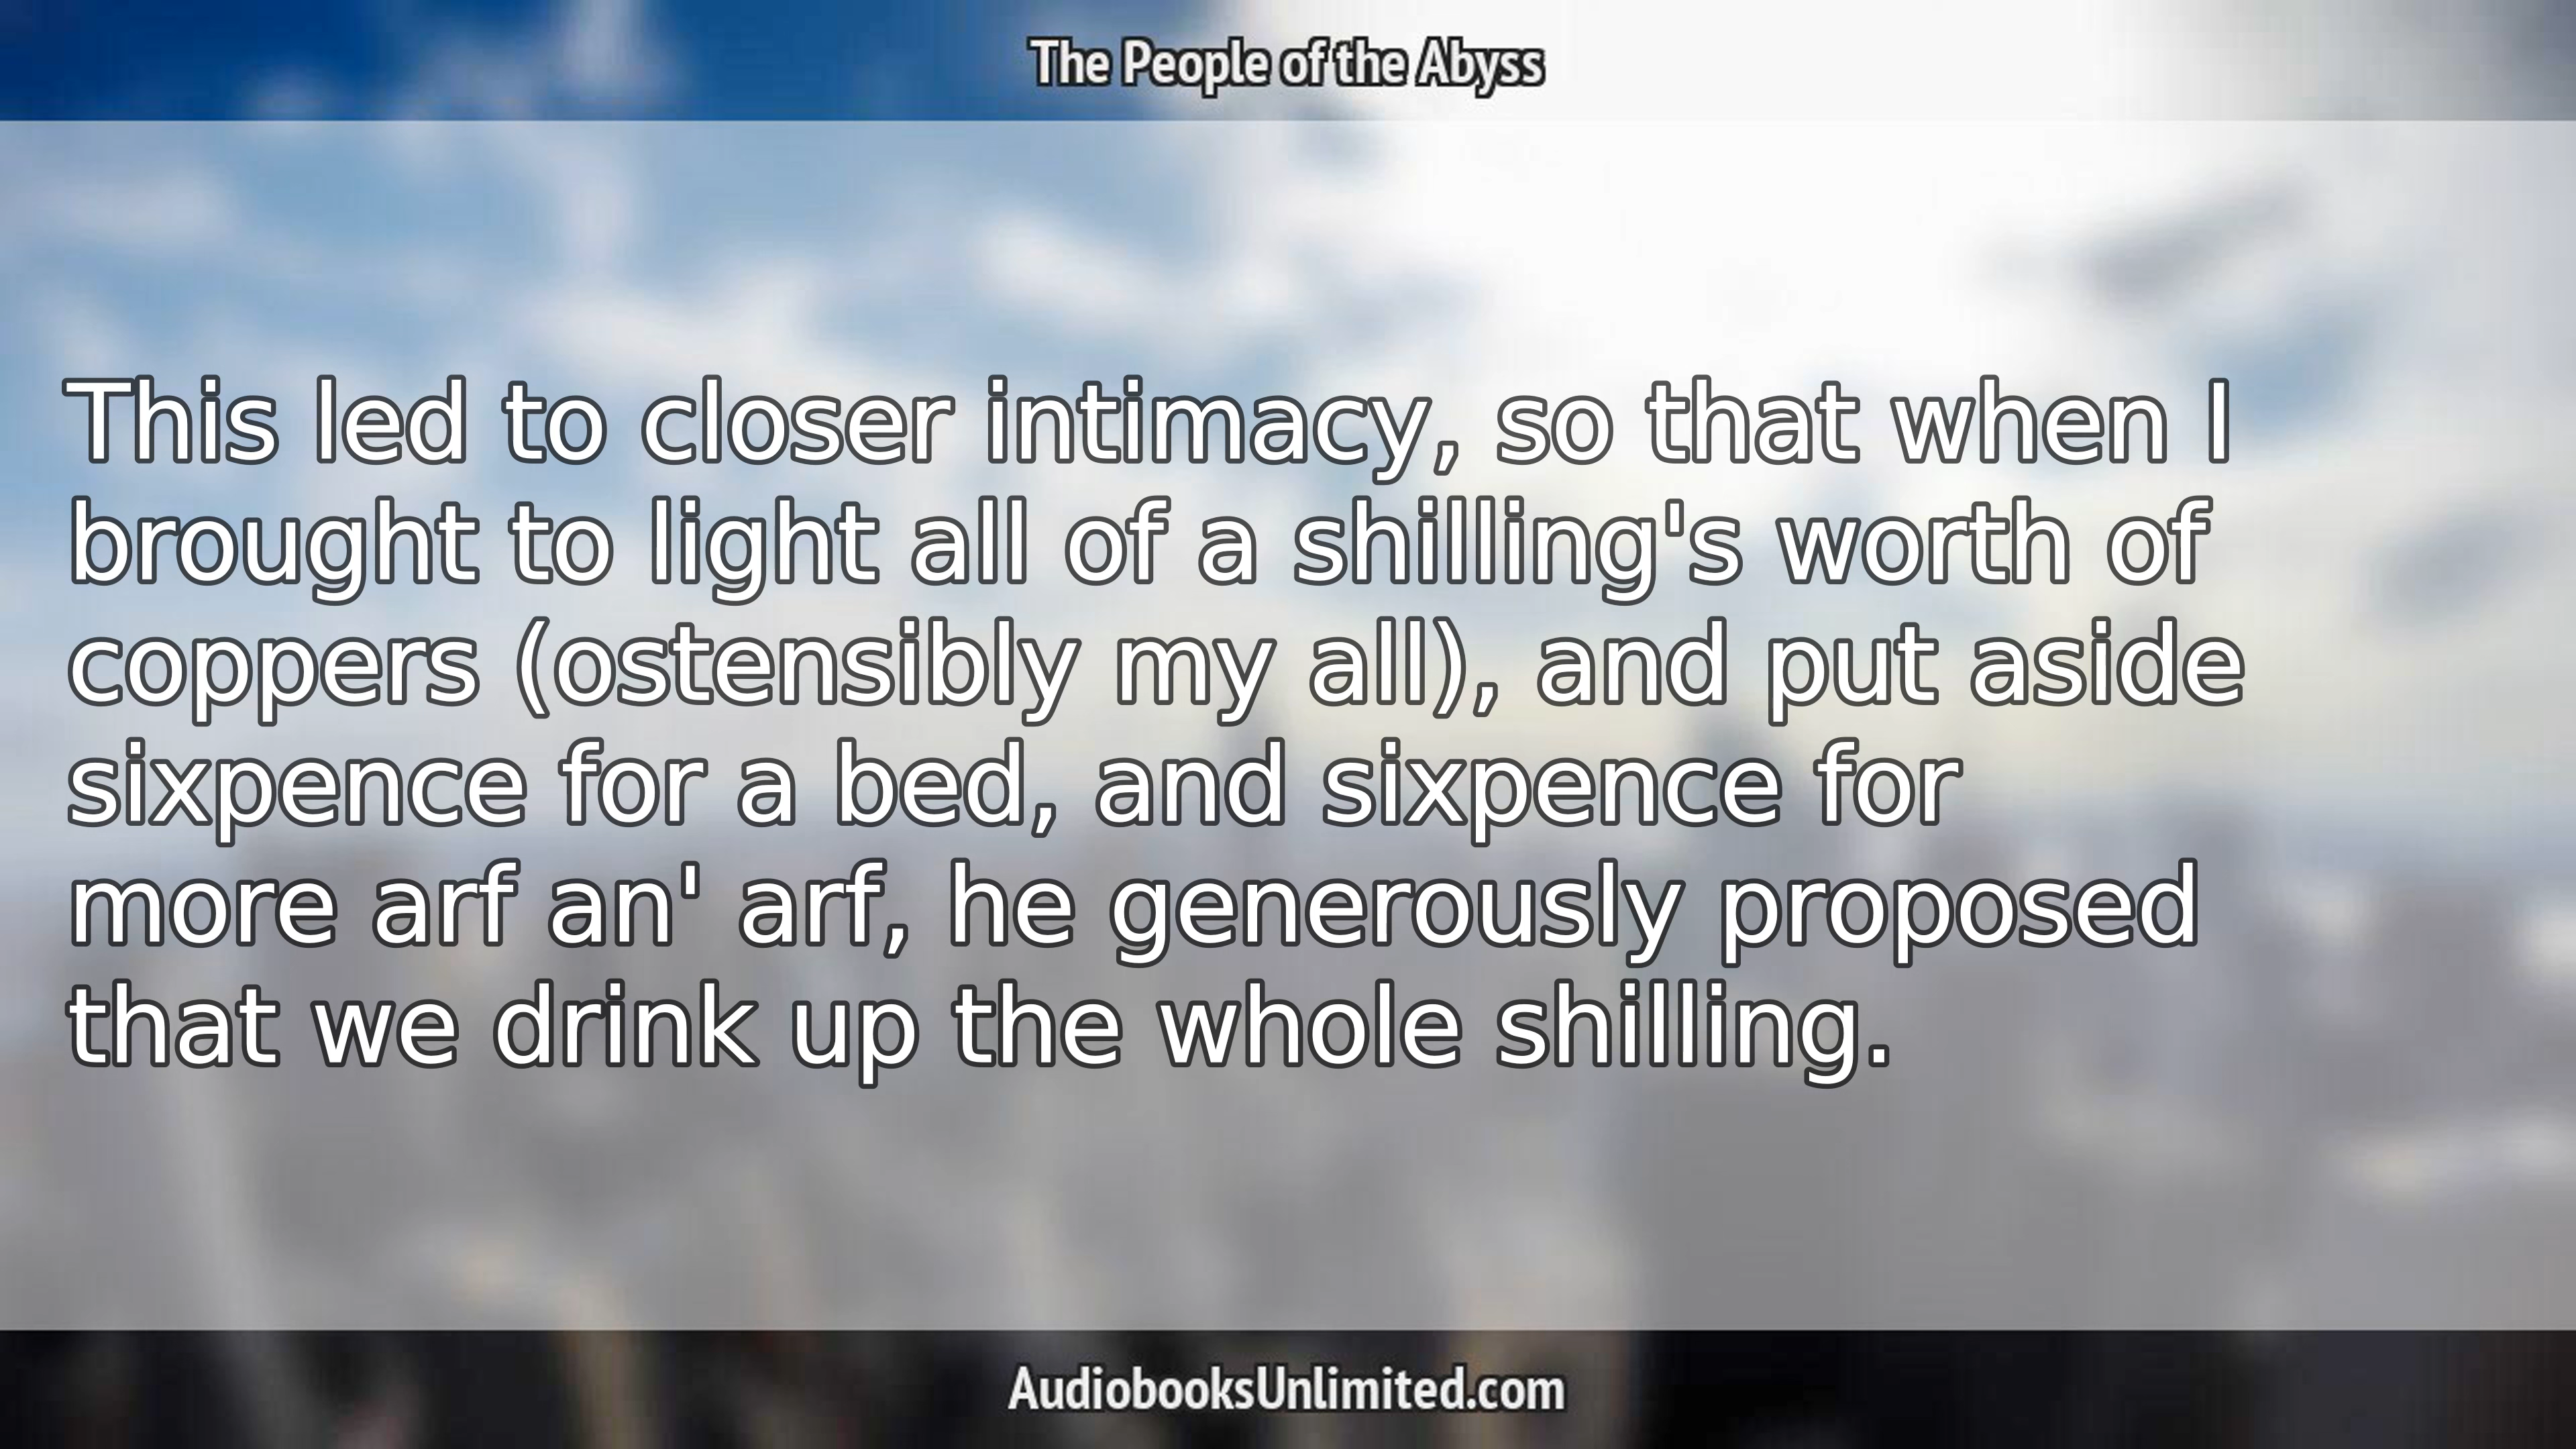 The People of the Abyss
This led to closer intimacy, so that when I
brought to light all of a shilling's worth of
coppers (ostensibly my all), and put aside
sixpence for a bed, and sixpence for
more arf an' arf, he generously proposed
that we drink up the whole shilling.
AudiobooksUnlimited.com